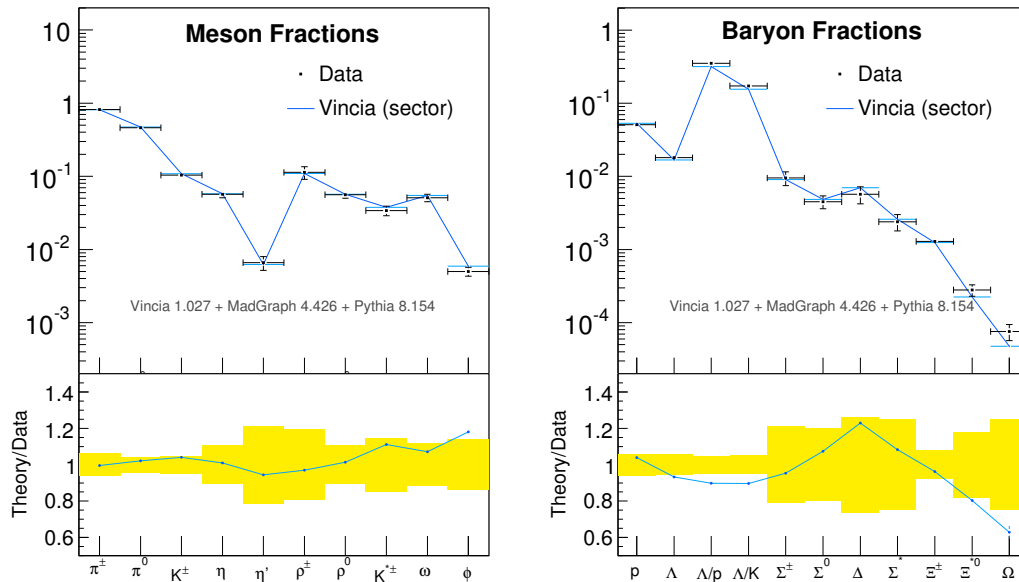 Meson Fractions
Data
Vincia (sector)
Vincia 1.027 + MadGraph 4.426 + Pythia 8.154
10
1
10⁻¹
10⁻²
10⁻³
Theory/Data
1.4
1.2
1
0.8
0.6
π± π⁰ K± η η' ρ± ρ⁰ K*± ω ϕ
Baryon Fractions
Data
Vincia (sector)
Vincia 1.027 + MadGraph 4.426 + Pythia 8.154
1
10⁻¹
10⁻²
10⁻³
10⁻⁴
Theory/Data
1.4
1.2
1
0.8
0.6
p Λ Λ/p Λ/K Σ± Σ⁰ Δ Σ* Ξ± Ξ*⁰ Ω